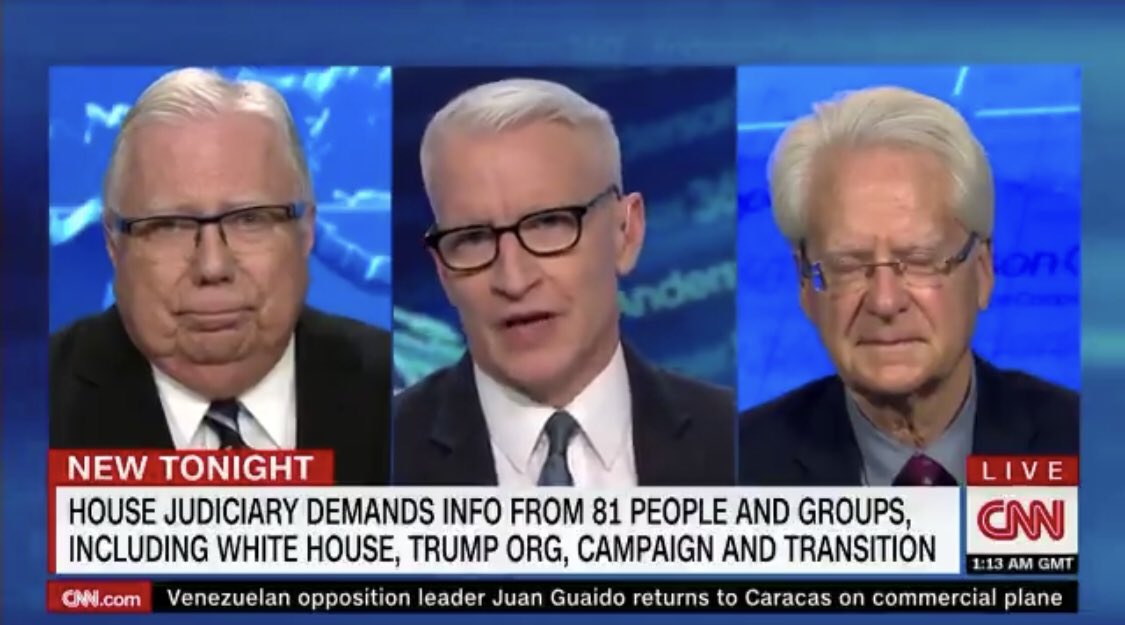 NEW TONIGHT
HOUSE JUDICIARY DEMANDS INFO FROM 81 PEOPLE AND GROUPS,
INCLUDING WHITE HOUSE, TRUMP ORG, CAMPAIGN AND TRANSITION
LIVE
CNN
1:13 AM GMT
CNN.com Venezuelan opposition leader Juan Guaido returns to Caracas on commercial plane